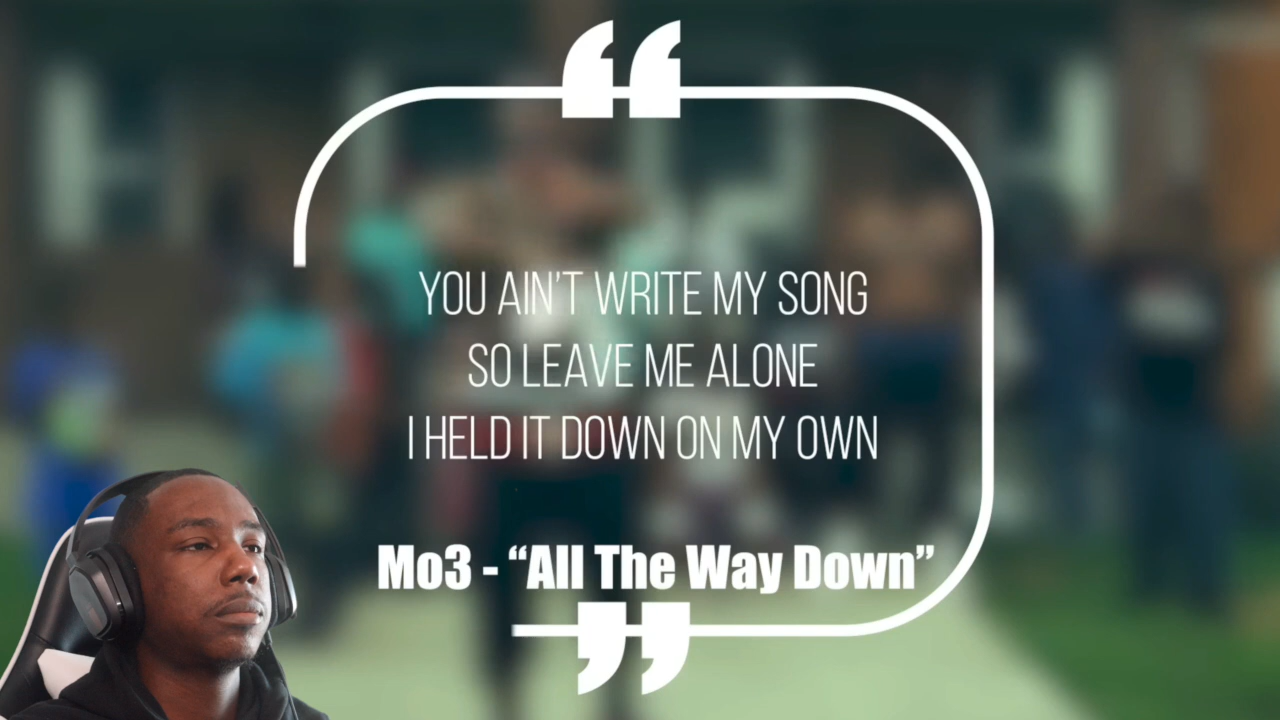 YOU AIN'T WRITE MY SONG
SO LEAVE ME ALONE
I HELD IT DOWN ON MY OWN
Mo3 - “All The Way Down”